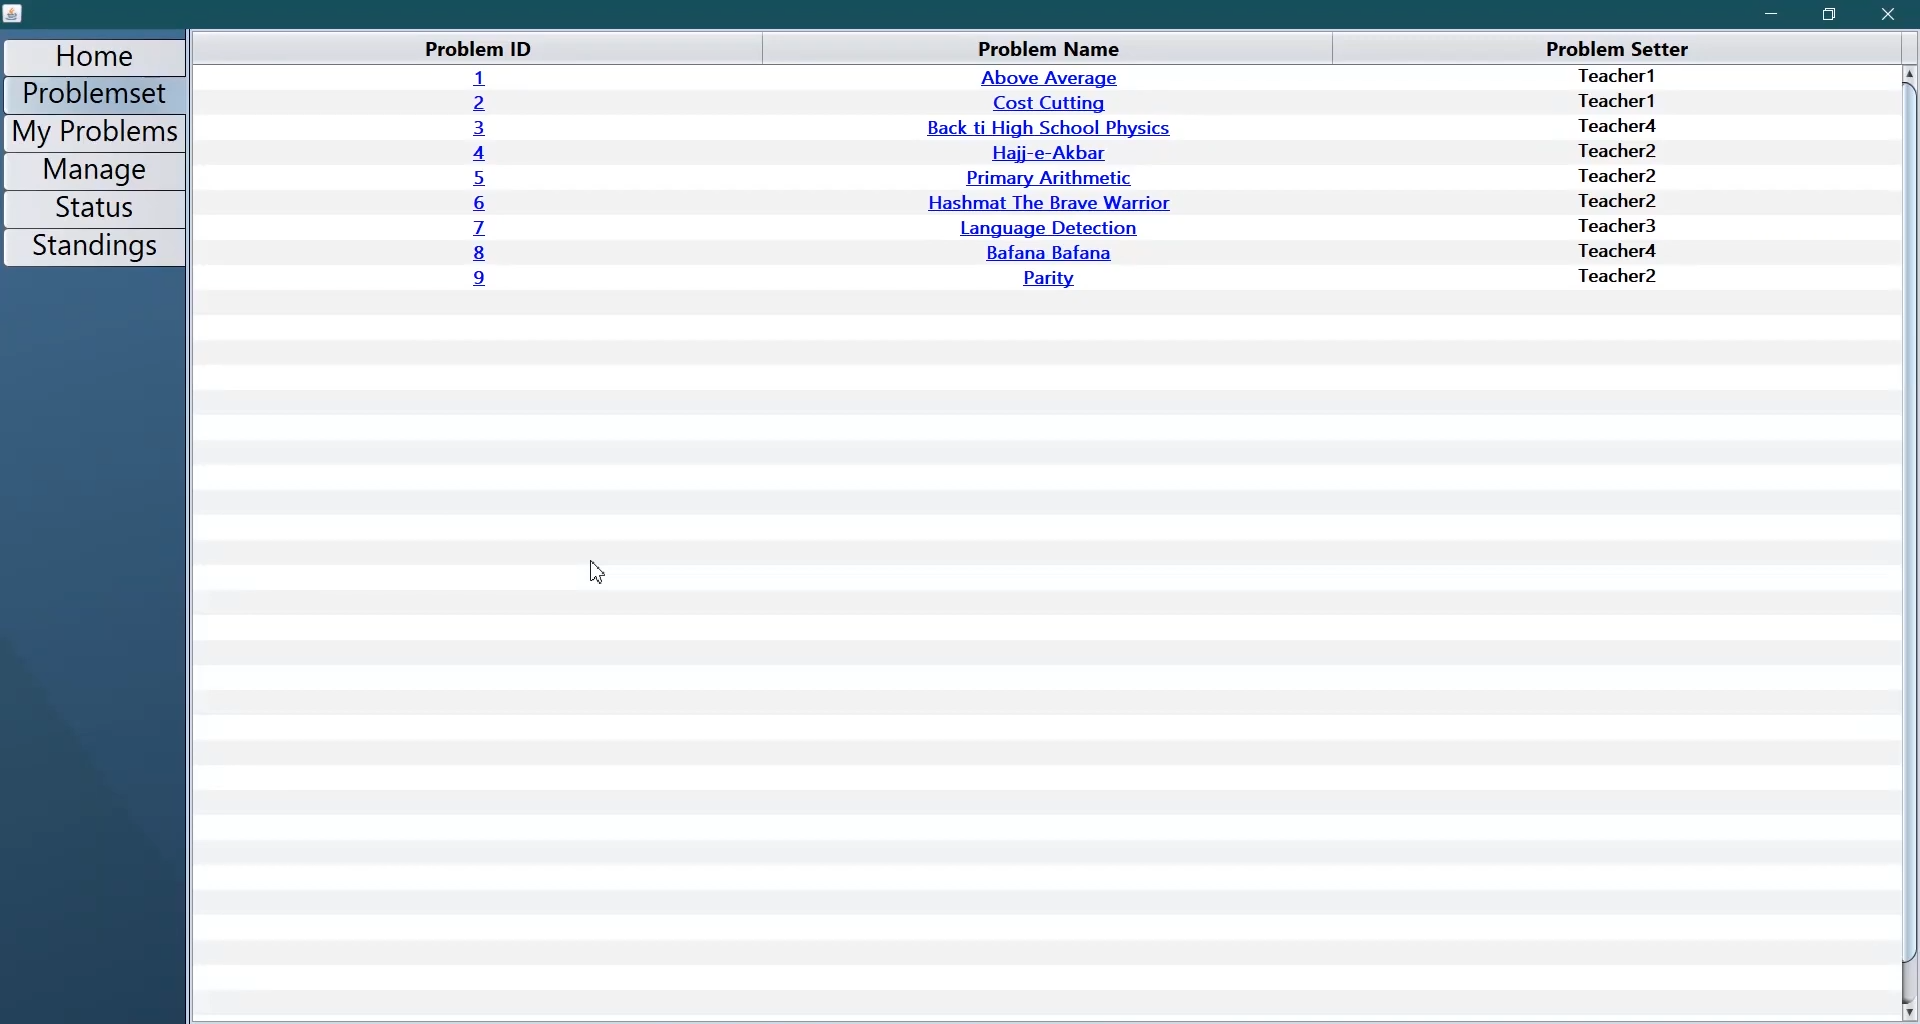 Home
Problemset
My Problems
Manage
Status
Standings
Problem ID Problem Name Problem Setter
1 Above Average Teacher1
2 Cost Cutting Teacher1
3 Back ti High School Physics Teacher4
4 Hajj-e-Akbar Teacher2
5 Primary Arithmetic Teacher2
6 Hashmat The Brave Warrior Teacher2
7 Language Detection Teacher3
8 Bafana Bafana Teacher4
9 Parity Teacher2